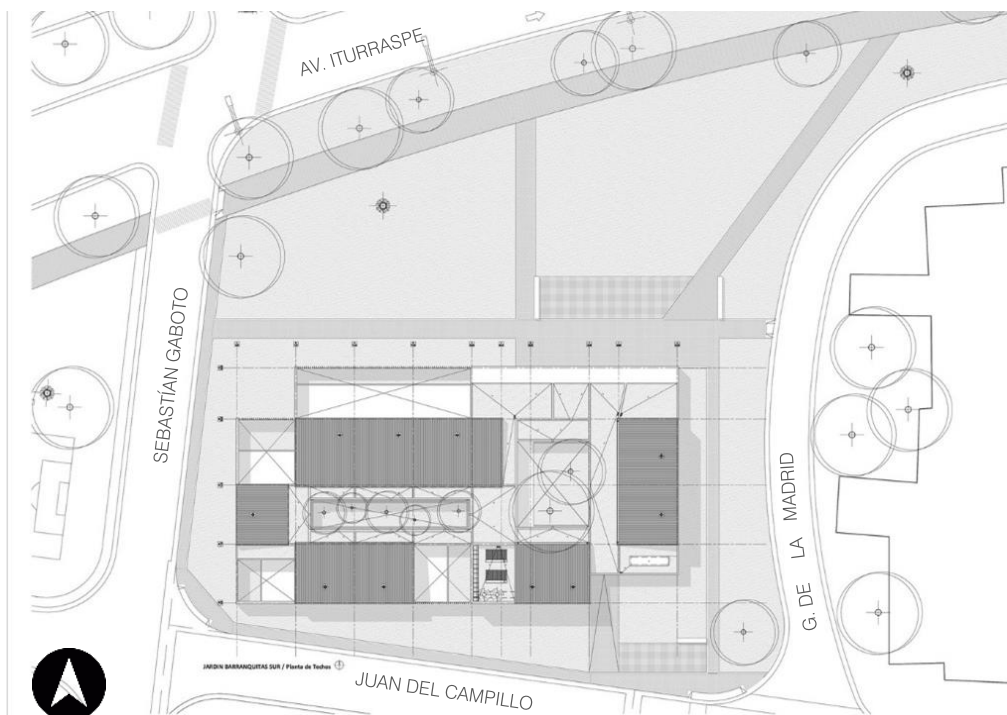 AV. ITURRASPE
SEBASTÍAN GABOTO
G. DE LA MADRID
JARDIN BARRANQUITAS SUR / Planta de Techos
JUAN DEL CAMPILLO